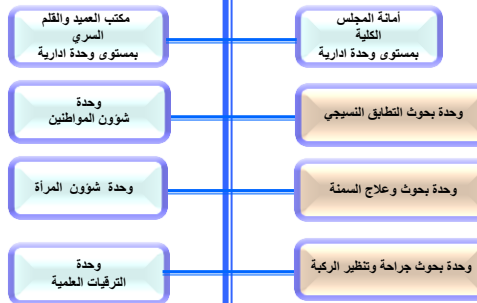 أمانة المجلس
الكلية
بمستوى وحدة ادارية
مكتب العميد والقلم
السري
بمستوى وحدة ادارية
وحدة بحوث التطابق النسيجي
وحدة
شؤون المواطنين
وحدة بحوث وعلاج السمنة
وحدة شؤون المرأة
وحدة بحوث جراحة وتنظير الركبة
وحدة
الترقيات العلمية